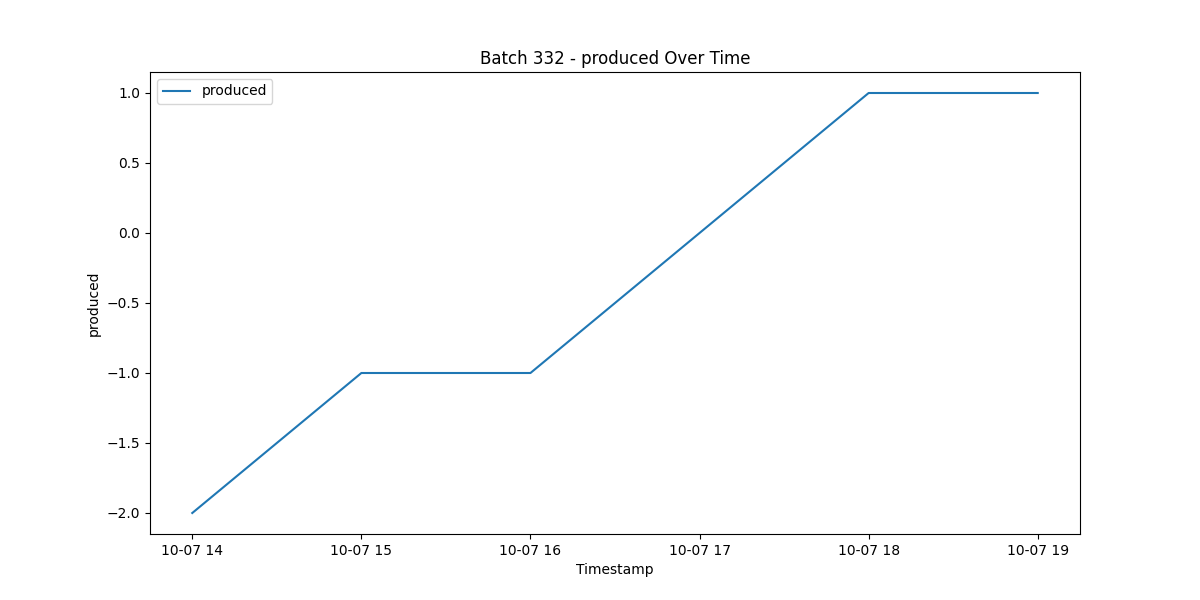 Batch 332 - produced Over Time
produced
1.0
0.5
0.0
−0.5
−1.0
−1.5
−2.0
produced
10-07 14 10-07 15 10-07 16 10-07 17 10-07 18 10-07 19
Timestamp